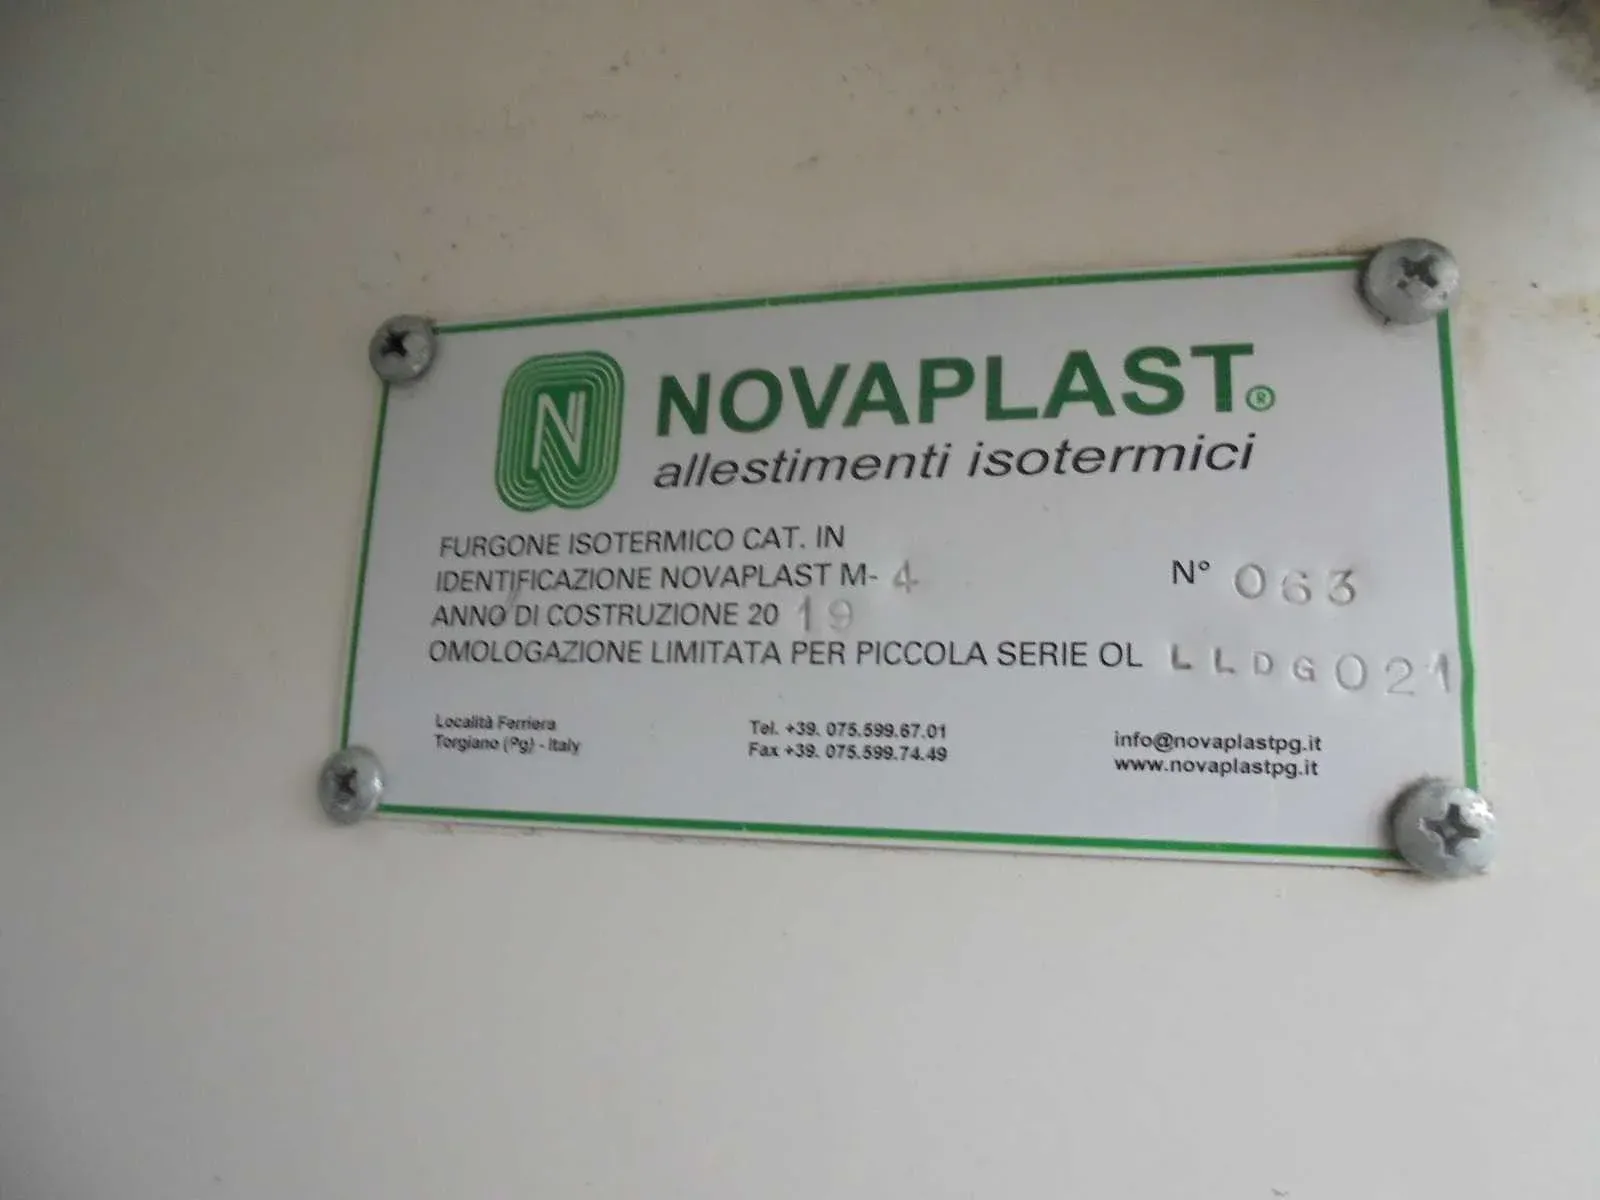 N NOVAPLAST®
allestimenti isotermici
FURGONE ISOTERMICO CAT. IN
IDENTIFICAZIONE NOVAPLAST M- 4 N° 063
ANNO DI COSTRUZIONE 20 19
OMOLOGAZIONE LIMITATA PER PICCOLA SERIE OL LLDG021
Località Ferriera Tel. +39. 075.599.67.01 info@novaplastpg.it
Torgiano (Pg) - Italy Fax +39. 075.599.74.49 www.novaplastpg.it